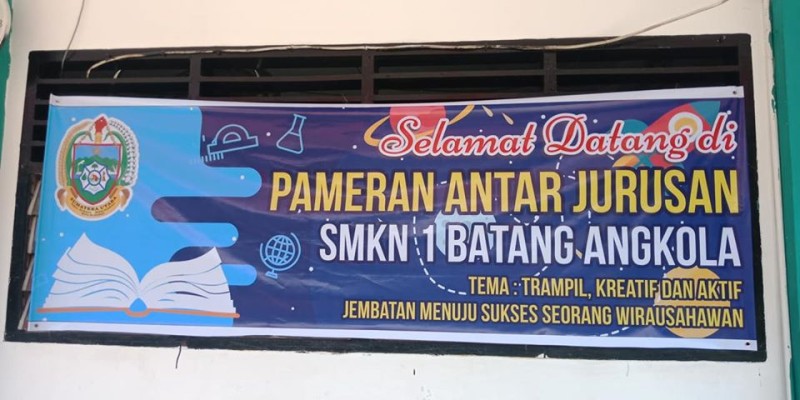 Selamat Datang di
PAMERAN ANTAR JURUSAN
SMKN 1 BATANG ANGKOLA
TEMA : TRAMPIL, KREATIF DAN AKTIF
JEMBATAN MENUJU SUKSES SEORANG WIRAUSAHAWAN